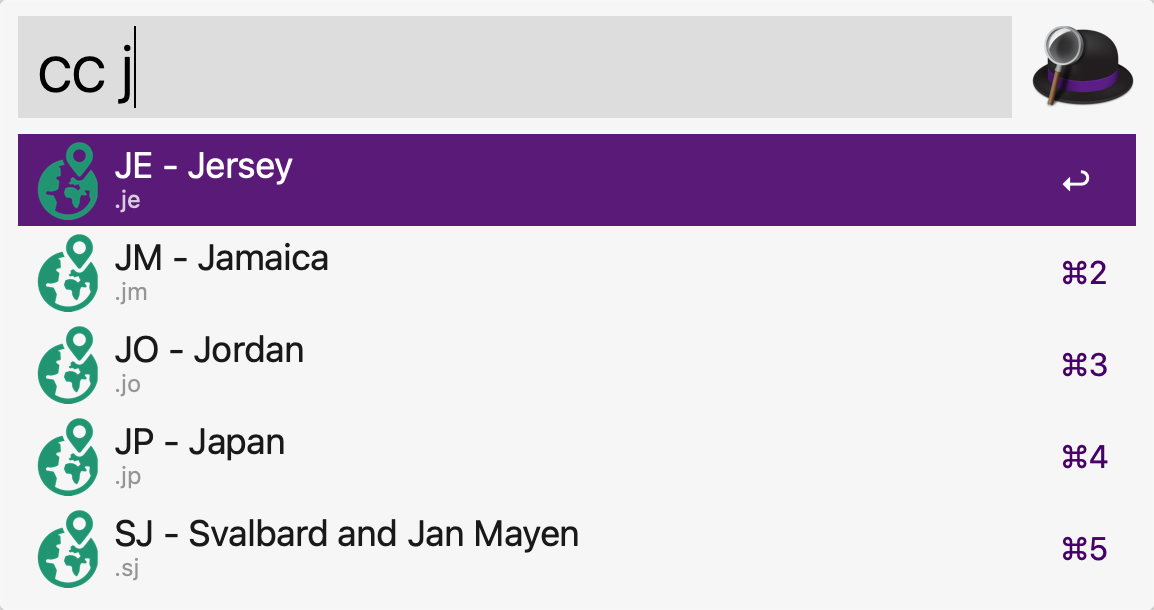 cc j
JE - Jersey
.je
JM - Jamaica
.jm
⌘2
JO - Jordan
.jo
⌘3
JP - Japan
.jp
⌘4
SJ - Svalbard and Jan Mayen
.sj
⌘5